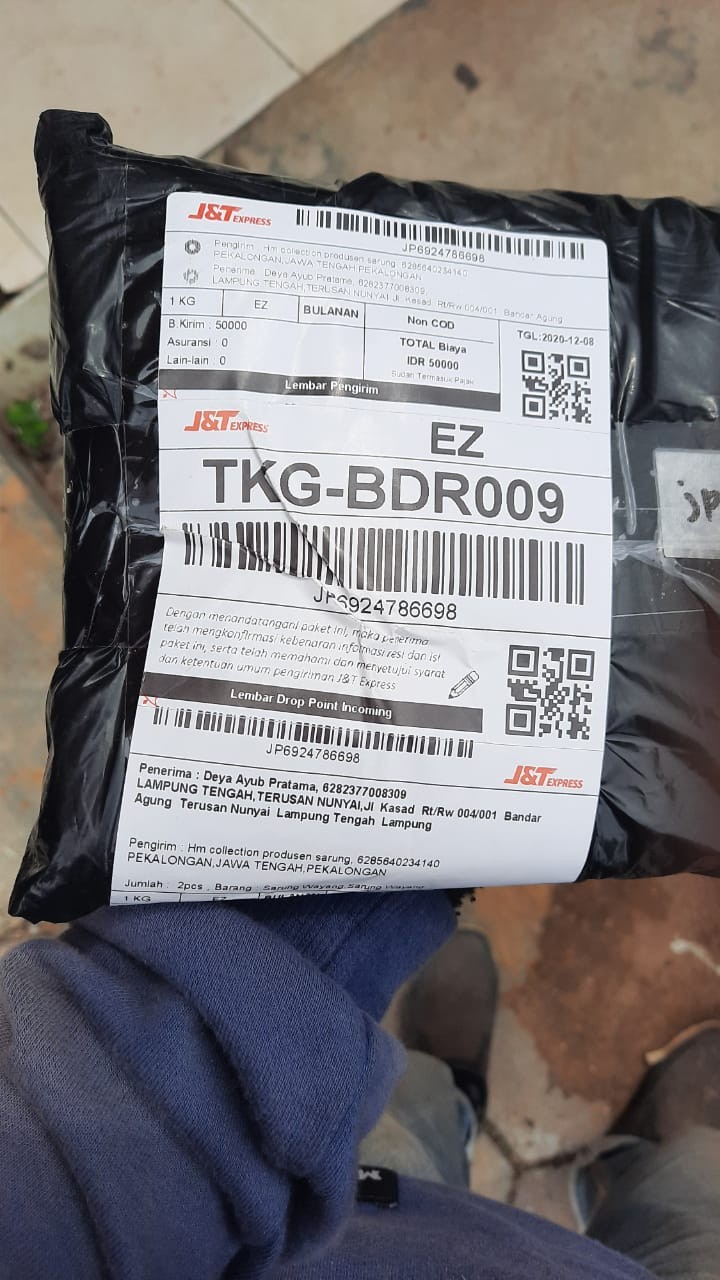 J&T EXPRESS
JP6924786698
Pengirim : Hm collection produsen sarung, 6285640234140
PEKALONGAN,JAWA TENGAH,PEKALONGAN
Penerima : Deya Ayub Pratama, 6282377008309,
LAMPUNG TENGAH,TERUSAN NUNYAI,Jl. Kasad Rt/Rw 004/001 Bandar Agung
1 KG EZ BULANAN Non COD TGL:2020-12-08
B.Kirim : 50000
Asuransi : 0
Lain-lain : 0
TOTAL Biaya
IDR 50000
Sudah Termasuk Pajak
Lembar Pengirim
J&T EXPRESS
EZ
TKG-BDR009
JP6924786698
Dengan menandatangani paket ini, maka penerima
telah mengkonfirmasi kebenaran informasi resi dan isi
paket ini, serta telah memahami dan menyetujui syarat
dan ketentuan umum pengiriman J&T Express
Lembar Drop Point Incoming
JP6924786698
J&T EXPRESS
Penerima : Deya Ayub Pratama, 6282377008309
LAMPUNG TENGAH,TERUSAN NUNYAI,Jl Kasad Rt/Rw 004/001 Bandar
Agung Terusan Nunyai Lampung Tengah Lampung
Pengirim : Hm collection produsen sarung, 6285640234140
PEKALONGAN,JAWA TENGAH,PEKALONGAN
Jumlah : 2pcs , Barang : Sarung Wayang,Sarung Wayang
1 KG EZ BULANAN